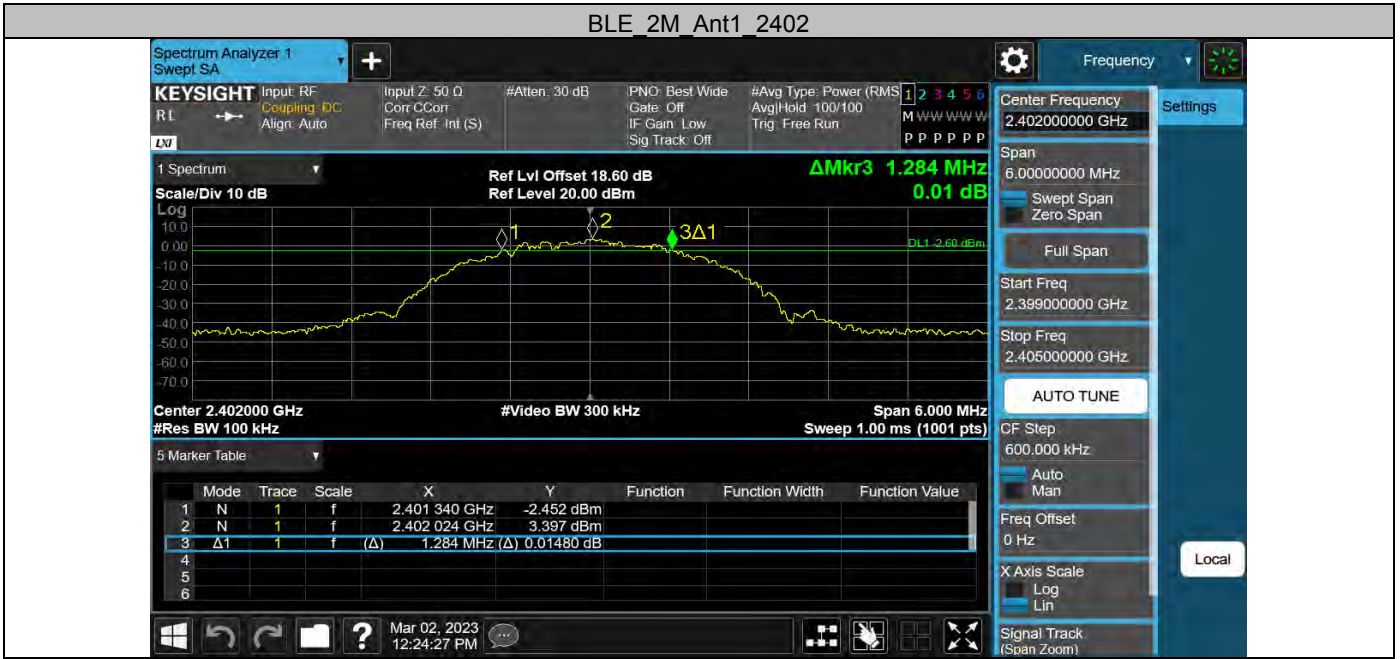 BLE_2M_Ant1_2402
Spectrum Analyzer 1
Swept SA
+
Frequency
KEYSIGHT
RL
LXI
Input: RF
Coupling: DC
Align: Auto
Input Z: 50 Ω
Corr CCorr
Freq Ref: Int (S)
#Atten: 30 dB
PNO: Best Wide
Gate: Off
IF Gain: Low
Sig Track: Off
#Avg Type: Power (RMS
Avg|Hold: 100/100
Trig: Free Run
1 2 3 4 5 6
M W W W W W
P P P P P P
1 Spectrum
Scale/Div 10 dB
Ref Lvl Offset 18.60 dB
Ref Level 20.00 dBm
ΔMkr3 1.284 MHz
0.01 dB
Log
10.0
0.00
-10.0
-20.0
-30.0
-40.0
-50.0
-60.0
-70.0
1
2
3Δ1
DL1 -2.60 dBm
Center 2.402000 GHz
#Video BW 300 kHz
Span 6.000 MHz
#Res BW 100 kHz
Sweep 1.00 ms (1001 pts)
5 Marker Table
Mode Trace Scale X Y Function Function Width Function Value
1 N 1 f 2.401 340 GHz -2.452 dBm
2 N 1 f 2.402 024 GHz 3.397 dBm
3 Δ1 1 f (Δ) 1.284 MHz (Δ) 0.01480 dB
4
5
6
?
Mar 02, 2023
12:24:27 PM
Center Frequency
2.402000000 GHz
Settings
Span
6.00000000 MHz
Swept Span
Zero Span
Full Span
Start Freq
2.399000000 GHz
Stop Freq
2.405000000 GHz
AUTO TUNE
CF Step
600.000 kHz
Auto
Man
Freq Offset
0 Hz
X Axis Scale
Log
Lin
Signal Track
(Span Zoom)
Local